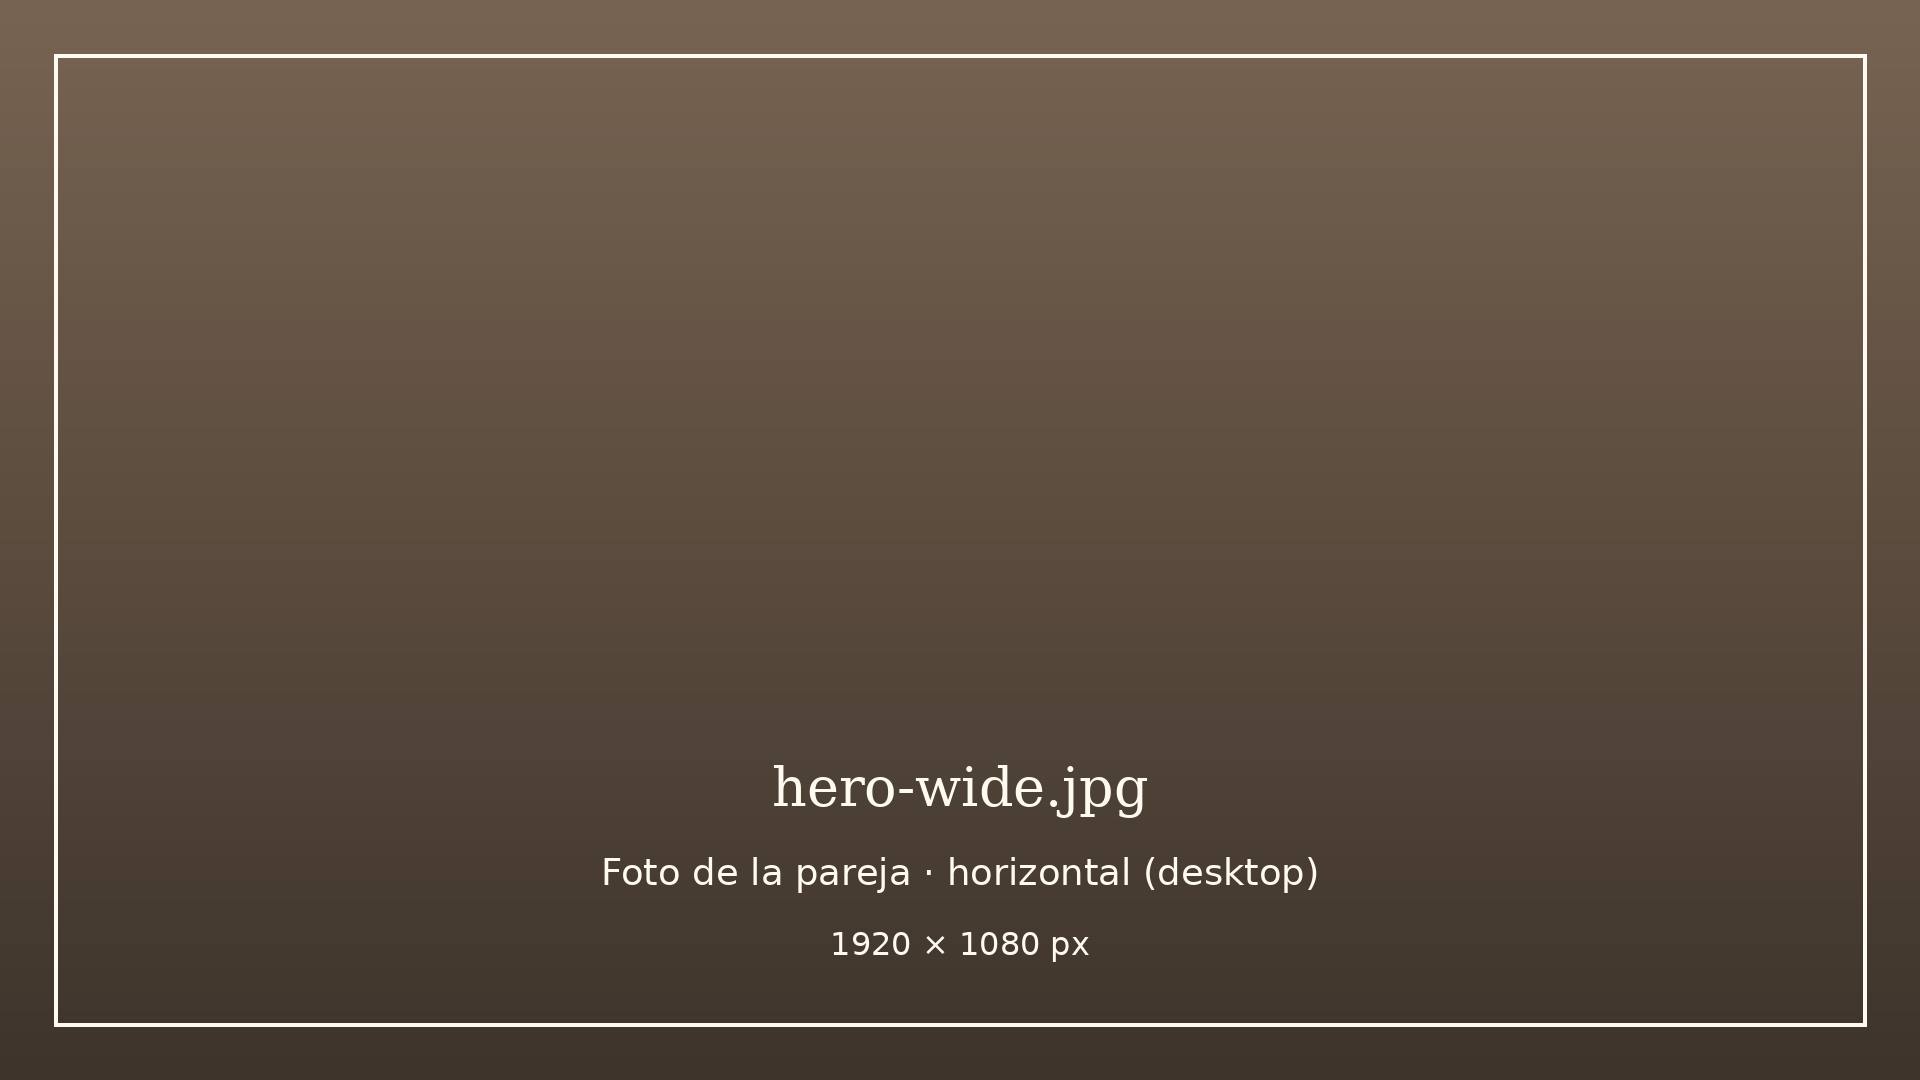 hero-wide.jpg
Foto de la pareja · horizontal (desktop)
1920 × 1080 px